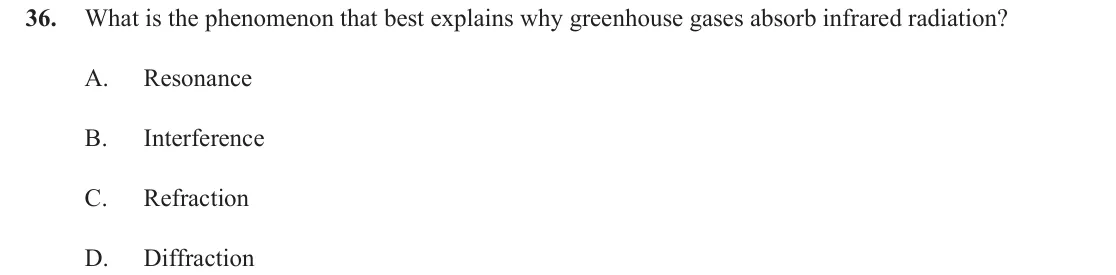 36. What is the phenomenon that best explains why greenhouse gases absorb infrared radiation?
A. Resonance
B. Interference
C. Refraction
D. Diffraction